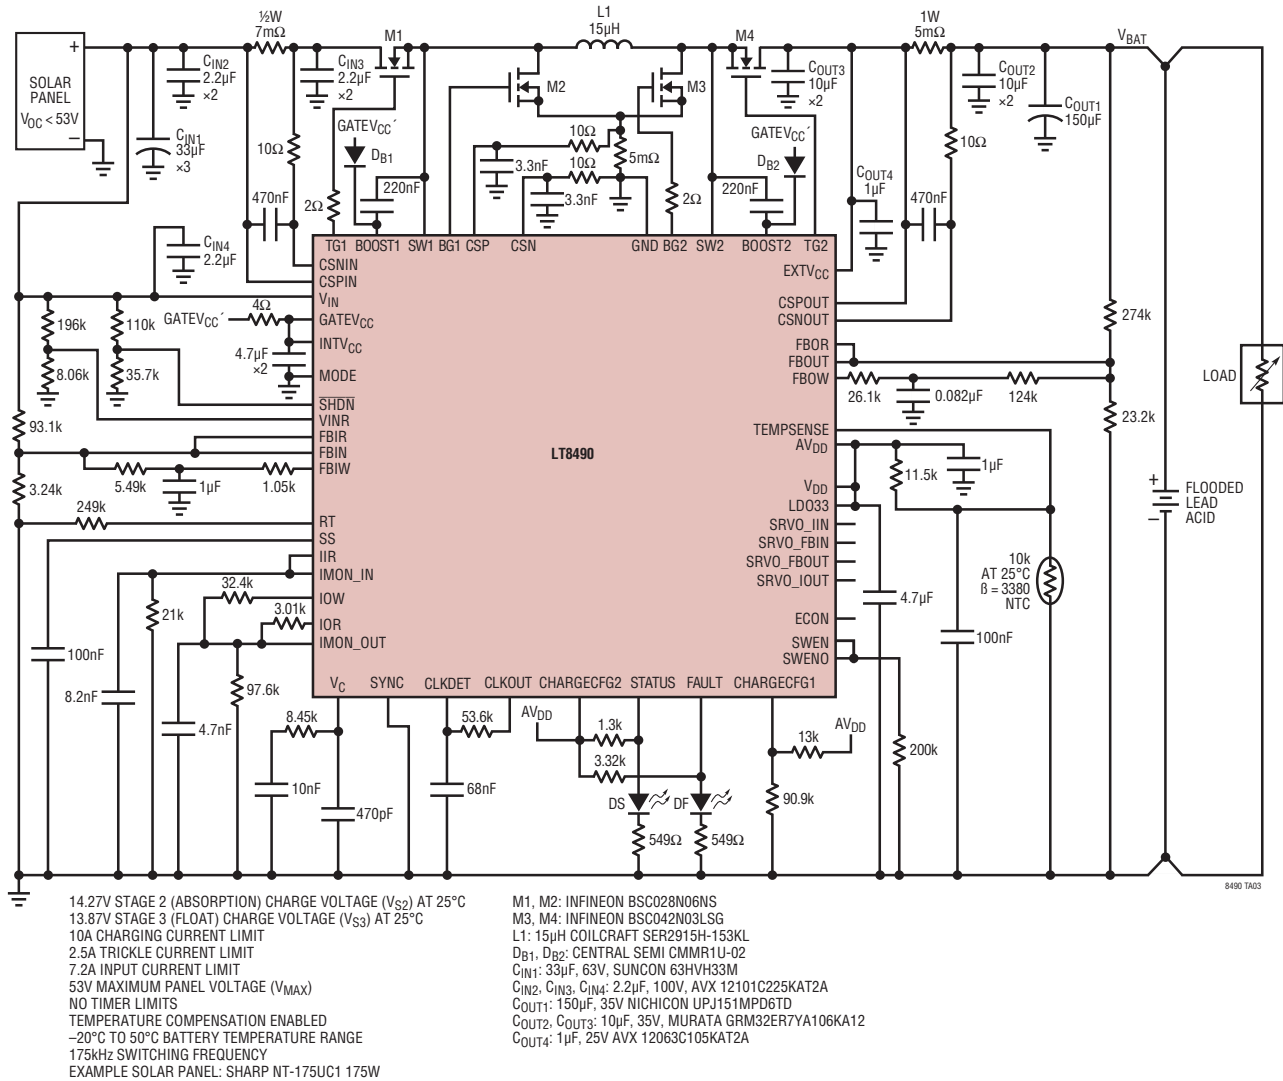 ½W
7mΩ
M1
L1
15µH
M4
1W
5mΩ
VBAT
+
SOLAR
PANEL
VOC < 53V
–
CIN2
2.2µF
×2
CIN3
2.2µF
×2
M2
M3
COUT3
10µF
×2
COUT2
10µF
×2
COUT1
150µF
CIN1
33µF
×3
10Ω
GATEVCC´
DB1
10Ω
10Ω
5mΩ
GATEVCC´
DB2
10Ω
3.3nF
3.3nF
COUT4
1µF
470nF
2Ω
220nF
2Ω
220nF
470nF
CIN4
2.2µF
TG1
BOOST1
SW1
BG1
CSP
CSN
GND
BG2
SW2
BOOST2
TG2
CSNIN
CSPIN
VIN
GATEVCC
INTVCC
MODE
SHDN
VINR
FBIR
FBIN
FBIW
RT
SS
IIR
IMON_IN
IOW
IOR
IMON_OUT
EXTVCC
CSPOUT
CSNOUT
FBOR
FBOUT
FBOW
TEMPSENSE
AVDD
VDD
LDO33
SRVO_IIN
SRVO_FBIN
SRVO_FBOUT
SRVO_IOUT
ECON
SWEN
SWENO
LT8490
4Ω
GATEVCC´
196k
110k
4.7µF
×2
8.06k
35.7k
93.1k
3.24k
5.49k
1µF
1.05k
249k
32.4k
21k
3.01k
100nF
8.2nF
97.6k
4.7nF
274k
26.1k
0.082µF
124k
23.2k
LOAD
11.5k
1µF
+
FLOODED
LEAD
ACID
–
10k
AT 25°C
ß = 3380
NTC
4.7µF
100nF
VC
SYNC
CLKDET
CLKOUT
CHARGECFG2
STATUS
FAULT
CHARGECFG1
8.45k
53.6k
AVDD
1.3k
3.32k
13k
AVDD
200k
10nF
470pF
68nF
DS
DF
90.9k
549Ω
549Ω
8490 TA03
14.27V STAGE 2 (ABSORPTION) CHARGE VOLTAGE (VS2) AT 25°C
13.87V STAGE 3 (FLOAT) CHARGE VOLTAGE (VS3) AT 25°C
10A CHARGING CURRENT LIMIT
2.5A TRICKLE CURRENT LIMIT
7.2A INPUT CURRENT LIMIT
53V MAXIMUM PANEL VOLTAGE (VMAX)
NO TIMER LIMITS
TEMPERATURE COMPENSATION ENABLED
–20°C TO 50°C BATTERY TEMPERATURE RANGE
175kHz SWITCHING FREQUENCY
EXAMPLE SOLAR PANEL: SHARP NT-175UC1 175W
M1, M2: INFINEON BSC028N06NS
M3, M4: INFINEON BSC042N03LSG
L1: 15µH COILCRAFT SER2915H-153KL
DB1, DB2: CENTRAL SEMI CMMR1U-02
CIN1: 33µF, 63V, SUNCON 63HVH33M
CIN2, CIN3, CIN4: 2.2µF, 100V, AVX 12101C225KAT2A
COUT1: 150µF, 35V NICHICON UPJ151MPD6TD
COUT2, COUT3: 10µF, 35V, MURATA GRM32ER7YA106KA12
COUT4: 1µF, 25V AVX 12063C105KAT2A